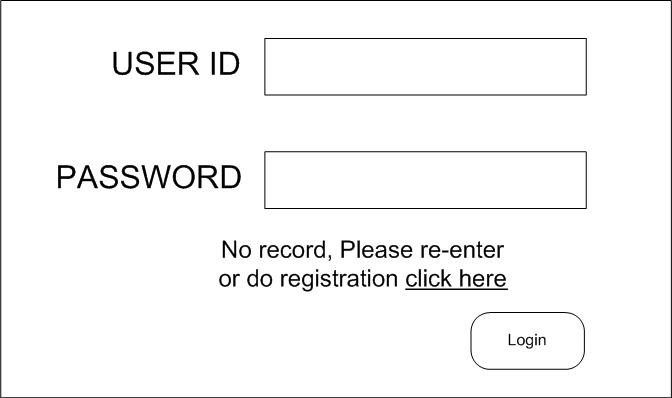 USER ID
PASSWORD
No record, Please re-enter
or do registration click here
Login